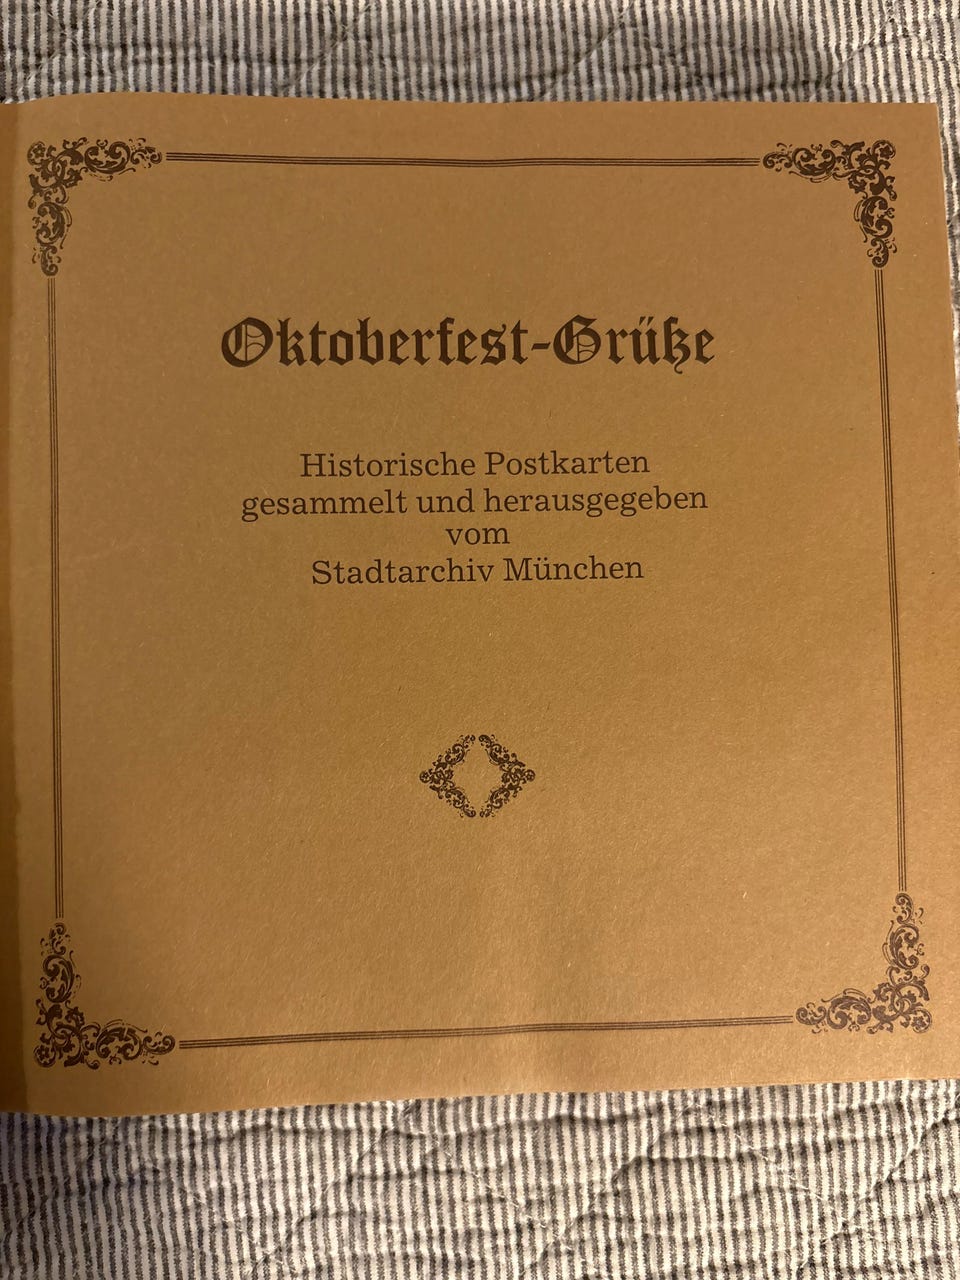 Oktoberfest-Grüße
Historische Postkarten
gesammelt und herausgegeben
vom
Stadtarchiv München